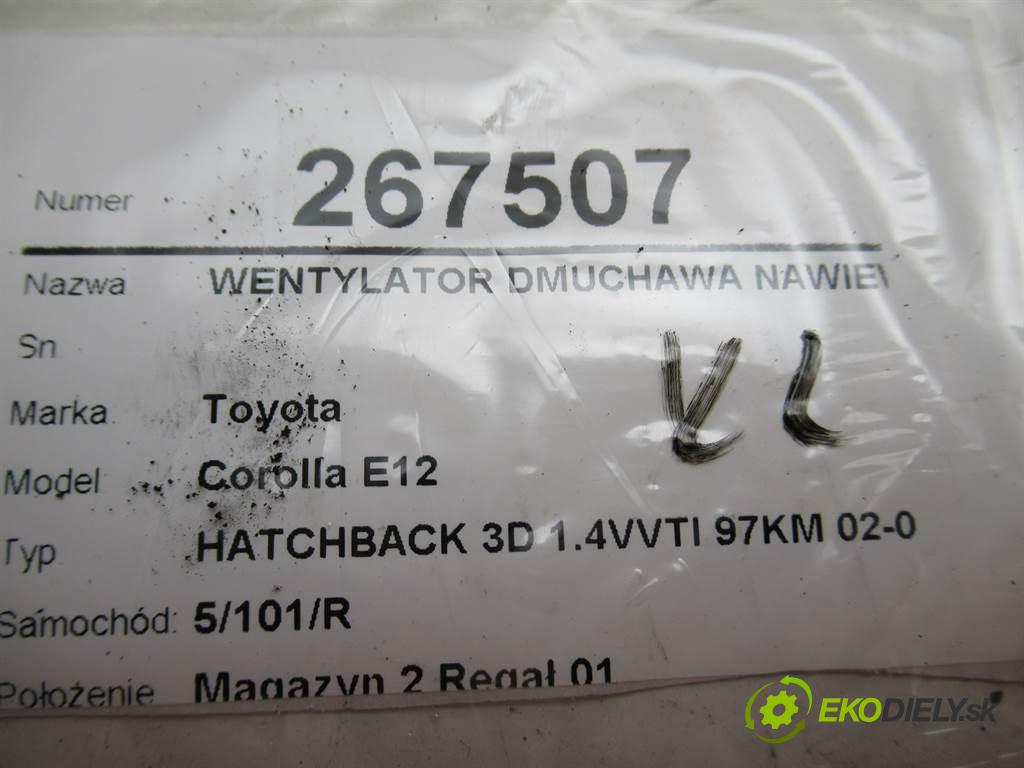 Numer 267507
Nazwa WENTYLATOR DMUCHAWA NAWIEW
Sn
Marka. Toyota
Model Corolla E12
Typ HATCHBACK 3D 1.4VVTI 97KM 02-0
Samochód: 5/101/R
Położenie Magazyn 2 Regał 01
EKODIELY.sk